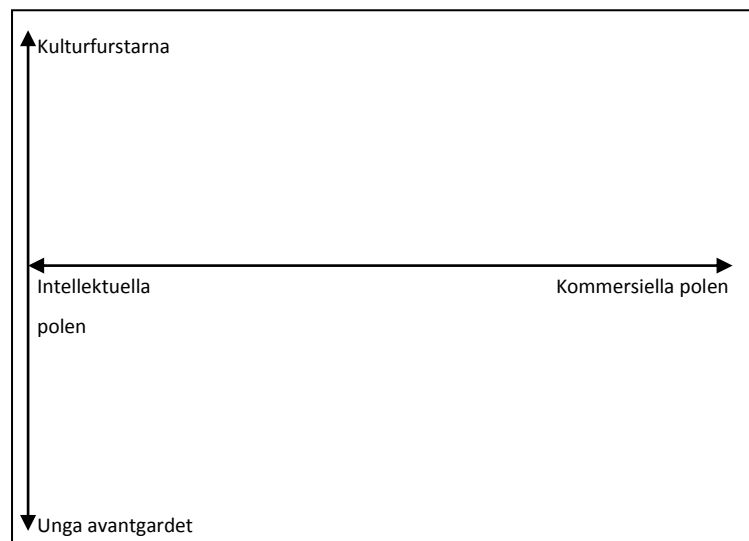 Kulturfurstarna
Intellektuella
polen
Kommersiella polen
Unga avantgardet